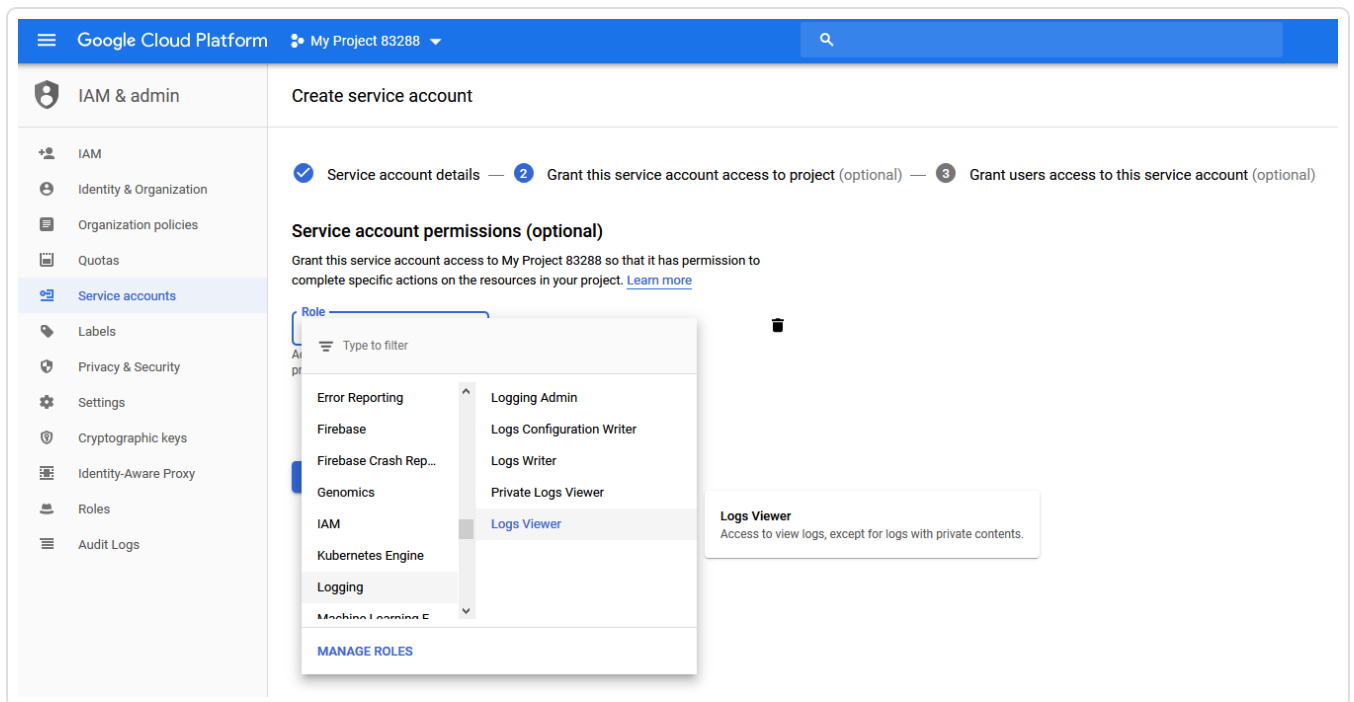 Google Cloud Platform My Project 83288
IAM & admin
Create service account
IAM
Identity & Organization
Organization policies
Quotas
Service accounts
Labels
Privacy & Security
Settings
Cryptographic keys
Identity-Aware Proxy
Roles
Audit Logs
Service account details — 2 Grant this service account access to project (optional) — 3 Grant users access to this service account (optional)
Service account permissions (optional)
Grant this service account access to My Project 83288 so that it has permission to
complete specific actions on the resources in your project. Learn more
Role
Type to filter
Error Reporting
Firebase
Firebase Crash Rep...
Genomics
IAM
Kubernetes Engine
Logging
Machine Learning E
Logging Admin
Logs Configuration Writer
Logs Writer
Private Logs Viewer
Logs Viewer
MANAGE ROLES
Logs Viewer
Access to view logs, except for logs with private contents.